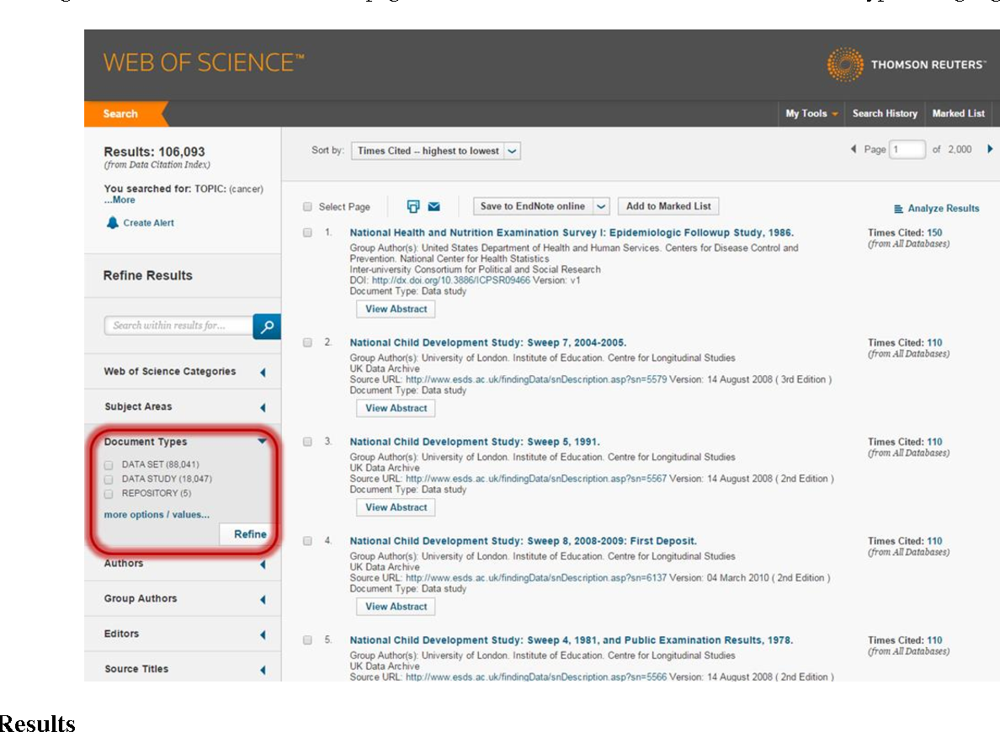 WEB OF SCIENCE™
THOMSON REUTERS™
Search
My Tools
Search History
Marked List
Results: 106,093
(from Data Citation Index)
You searched for: TOPIC: (cancer)
...More
Create Alert
Refine Results
Search within results for...
Web of Science Categories
Subject Areas
Document Types
DATA SET (88,041)
DATA STUDY (18,047)
REPOSITORY (5)
more options / values...
Refine
Authors
Group Authors
Editors
Source Titles
Sort by: Times Cited -- highest to lowest
Page 1 of 2,000
Select Page
Save to EndNote online
Add to Marked List
Analyze Results
1. National Health and Nutrition Examination Survey I: Epidemiologic Followup Study, 1986.
Group Author(s): United States Department of Health and Human Services. Centers for Disease Control and
Prevention. National Center for Health Statistics
Inter-university Consortium for Political and Social Research
DOI: http://dx.doi.org/10.3886/ICPSR09466 Version: v1
Document Type: Data study
View Abstract
Times Cited: 150
(from All Databases)
2. National Child Development Study: Sweep 7, 2004-2005.
Group Author(s): University of London. Institute of Education. Centre for Longitudinal Studies
UK Data Archive
Source URL: http://www.esds.ac.uk/findingData/snDescription.asp?sn=5579 Version: 14 August 2008 ( 3rd Edition )
Document Type: Data study
View Abstract
Times Cited: 110
(from All Databases)
3. National Child Development Study: Sweep 5, 1991.
Group Author(s): University of London. Institute of Education. Centre for Longitudinal Studies
UK Data Archive
Source URL: http://www.esds.ac.uk/findingData/snDescription.asp?sn=5567 Version: 14 August 2008 ( 2nd Edition )
Document Type: Data study
View Abstract
Times Cited: 110
(from All Databases)
4. National Child Development Study: Sweep 8, 2008-2009: First Deposit.
Group Author(s): University of London. Institute of Education. Centre for Longitudinal Studies
UK Data Archive
Source URL: http://www.esds.ac.uk/findingData/snDescription.asp?sn=6137 Version: 04 March 2010 ( 2nd Edition )
Document Type: Data study
View Abstract
Times Cited: 110
(from All Databases)
5. National Child Development Study: Sweep 4, 1981, and Public Examination Results, 1978.
Group Author(s): University of London. Institute of Education. Centre for Longitudinal Studies
UK Data Archive
Source URL: http://www.esds.ac.uk/findingData/snDescription.asp?sn=5566 Version: 14 August 2008 ( 2nd Edition )
Times Cited: 110
(from All Databases)
Results